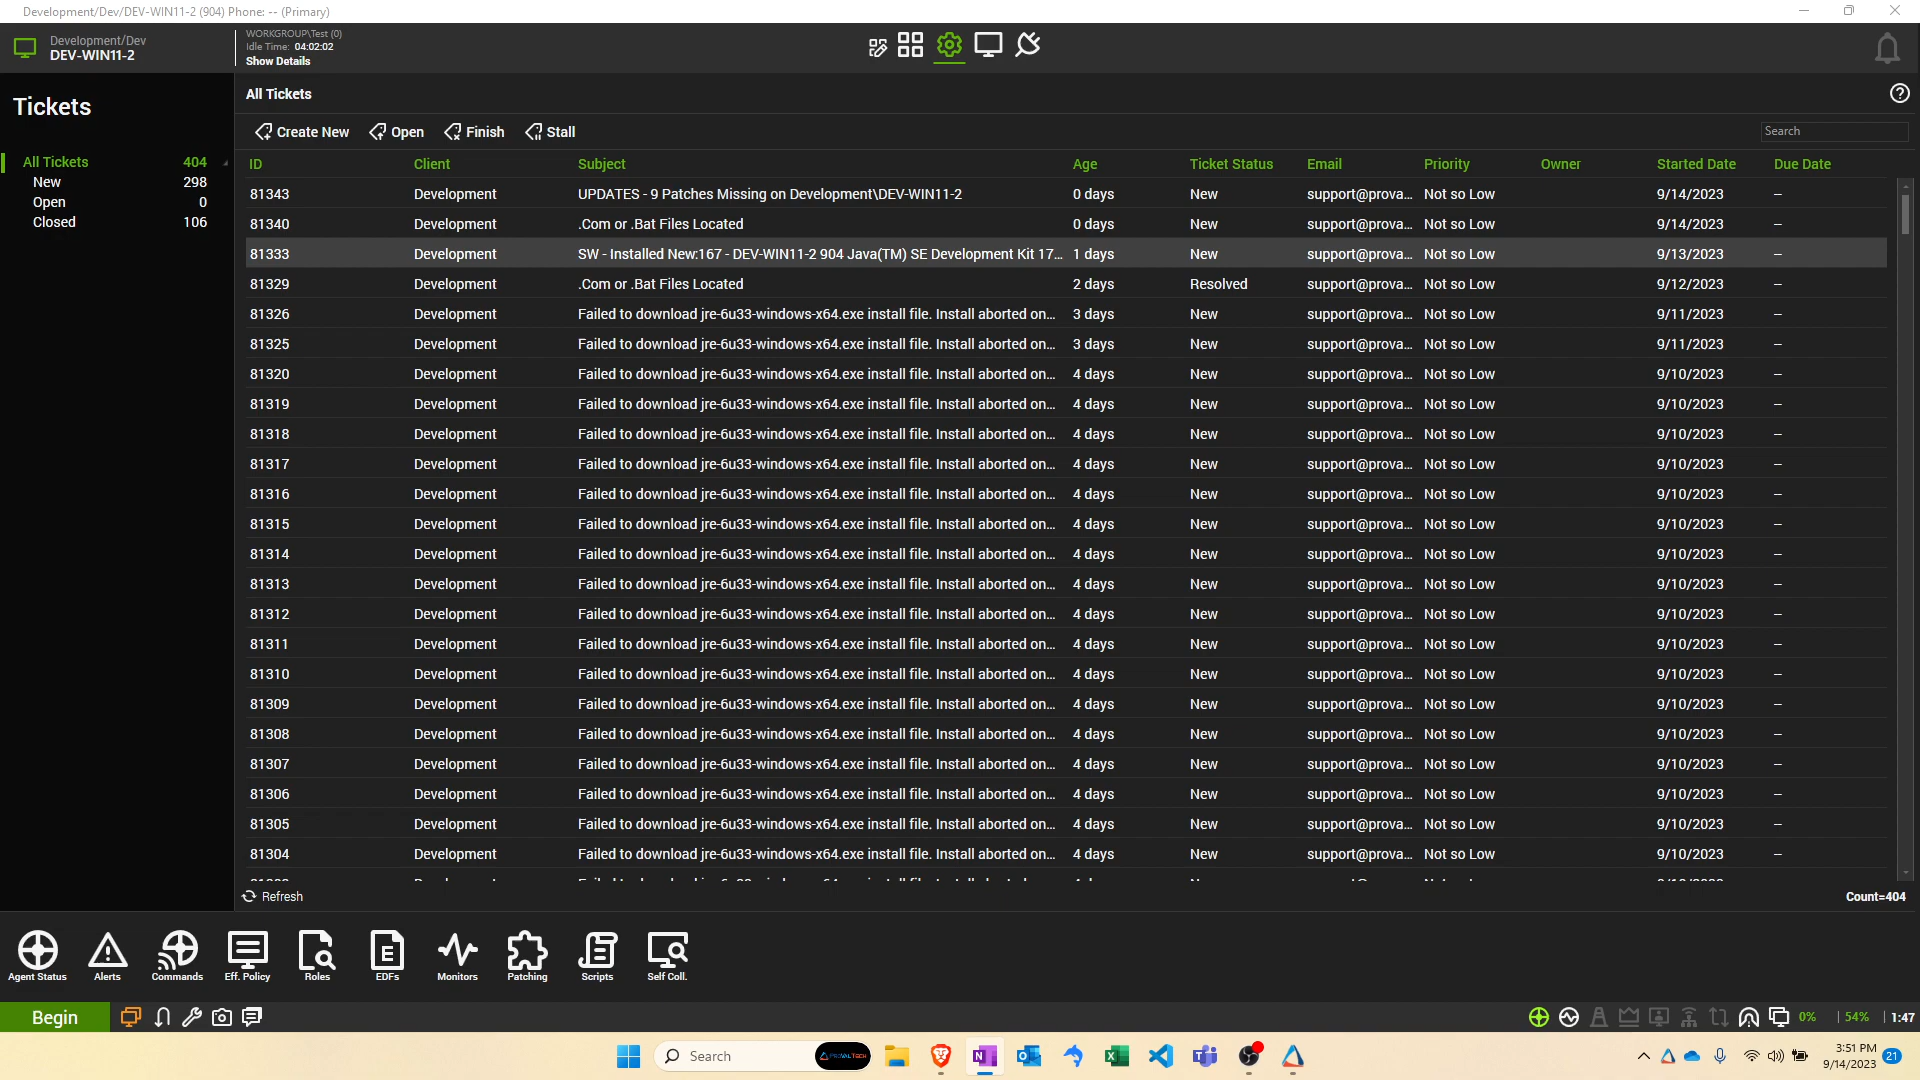 Development/Dev/DEV-WIN11-2 (904) Phone: -- (Primary)
Development/Dev
DEV-WIN11-2
WORKGROUP\Test (0)
Idle Time: 04:02:02
Show Details
Tickets
All Tickets 404
New 298
Open 0
Closed 106
All Tickets
Create New Open Finish Stall
Search
ID Client Subject Age Ticket Status Email Priority Owner Started Date Due Date
81343 Development UPDATES - 9 Patches Missing on Development\DEV-WIN11-2 0 days New support@prova... Not so Low 9/14/2023 --
81340 Development .Com or .Bat Files Located 0 days New support@prova... Not so Low 9/14/2023 --
81333 Development SW - Installed New:167 - DEV-WIN11-2 904 Java(TM) SE Development Kit 17... 1 days New support@prova... Not so Low 9/13/2023 --
81329 Development .Com or .Bat Files Located 2 days Resolved support@prova... Not so Low 9/12/2023 --
81326 Development Failed to download jre-6u33-windows-x64.exe install file. Install aborted on... 3 days New support@prova... Not so Low 9/11/2023 --
81325 Development Failed to download jre-6u33-windows-x64.exe install file. Install aborted on... 3 days New support@prova... Not so Low 9/11/2023 --
81320 Development Failed to download jre-6u33-windows-x64.exe install file. Install aborted on... 4 days New support@prova... Not so Low 9/10/2023 --
81319 Development Failed to download jre-6u33-windows-x64.exe install file. Install aborted on... 4 days New support@prova... Not so Low 9/10/2023 --
81318 Development Failed to download jre-6u33-windows-x64.exe install file. Install aborted on... 4 days New support@prova... Not so Low 9/10/2023 --
81317 Development Failed to download jre-6u33-windows-x64.exe install file. Install aborted on... 4 days New support@prova... Not so Low 9/10/2023 --
81316 Development Failed to download jre-6u33-windows-x64.exe install file. Install aborted on... 4 days New support@prova... Not so Low 9/10/2023 --
81315 Development Failed to download jre-6u33-windows-x64.exe install file. Install aborted on... 4 days New support@prova... Not so Low 9/10/2023 --
81314 Development Failed to download jre-6u33-windows-x64.exe install file. Install aborted on... 4 days New support@prova... Not so Low 9/10/2023 --
81313 Development Failed to download jre-6u33-windows-x64.exe install file. Install aborted on... 4 days New support@prova... Not so Low 9/10/2023 --
81312 Development Failed to download jre-6u33-windows-x64.exe install file. Install aborted on... 4 days New support@prova... Not so Low 9/10/2023 --
81311 Development Failed to download jre-6u33-windows-x64.exe install file. Install aborted on... 4 days New support@prova... Not so Low 9/10/2023 --
81310 Development Failed to download jre-6u33-windows-x64.exe install file. Install aborted on... 4 days New support@prova... Not so Low 9/10/2023 --
81309 Development Failed to download jre-6u33-windows-x64.exe install file. Install aborted on... 4 days New support@prova... Not so Low 9/10/2023 --
81308 Development Failed to download jre-6u33-windows-x64.exe install file. Install aborted on... 4 days New support@prova... Not so Low 9/10/2023 --
81307 Development Failed to download jre-6u33-windows-x64.exe install file. Install aborted on... 4 days New support@prova... Not so Low 9/10/2023 --
81306 Development Failed to download jre-6u33-windows-x64.exe install file. Install aborted on... 4 days New support@prova... Not so Low 9/10/2023 --
81305 Development Failed to download jre-6u33-windows-x64.exe install file. Install aborted on... 4 days New support@prova... Not so Low 9/10/2023 --
81304 Development Failed to download jre-6u33-windows-x64.exe install file. Install aborted on... 4 days New support@prova... Not so Low 9/10/2023 --
Refresh Count=404
Agent Status Alerts Commands Eff. Policy Roles EDFs Monitors Patching Scripts Self Coll.
Begin 0% | 54% | 1:47
Search PROVALTECH
3:51 PM
9/14/2023 21